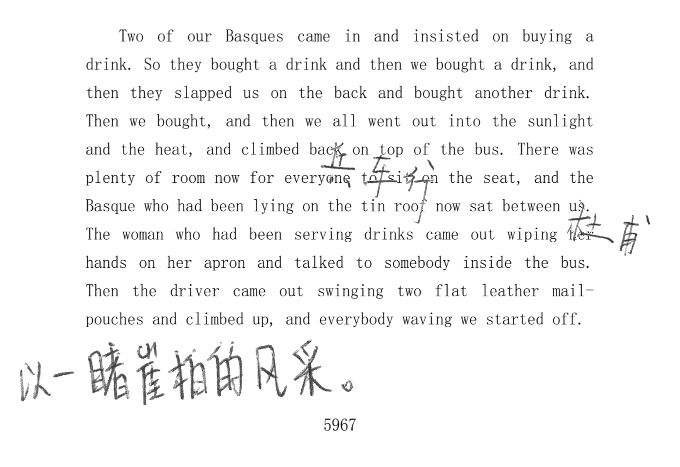 Two of our Basques came in and insisted on buying a
drink. So they bought a drink and then we bought a drink, and
then they slapped us on the back and bought another drink.
Then we bought, and then we all went out into the sunlight
and the heat, and climbed back on top of the bus. There was
plenty of room now for everyone to sit on the seat, and the
兵车行
Basque who had been lying on the tin roof now sat between us.
The woman who had been serving drinks came out wiping her
杜甫
hands on her apron and talked to somebody inside the bus.
Then the driver came out swinging two flat leather mail-
pouches and climbed up, and everybody waving we started off.
以一睹崔柏的风采。
5967